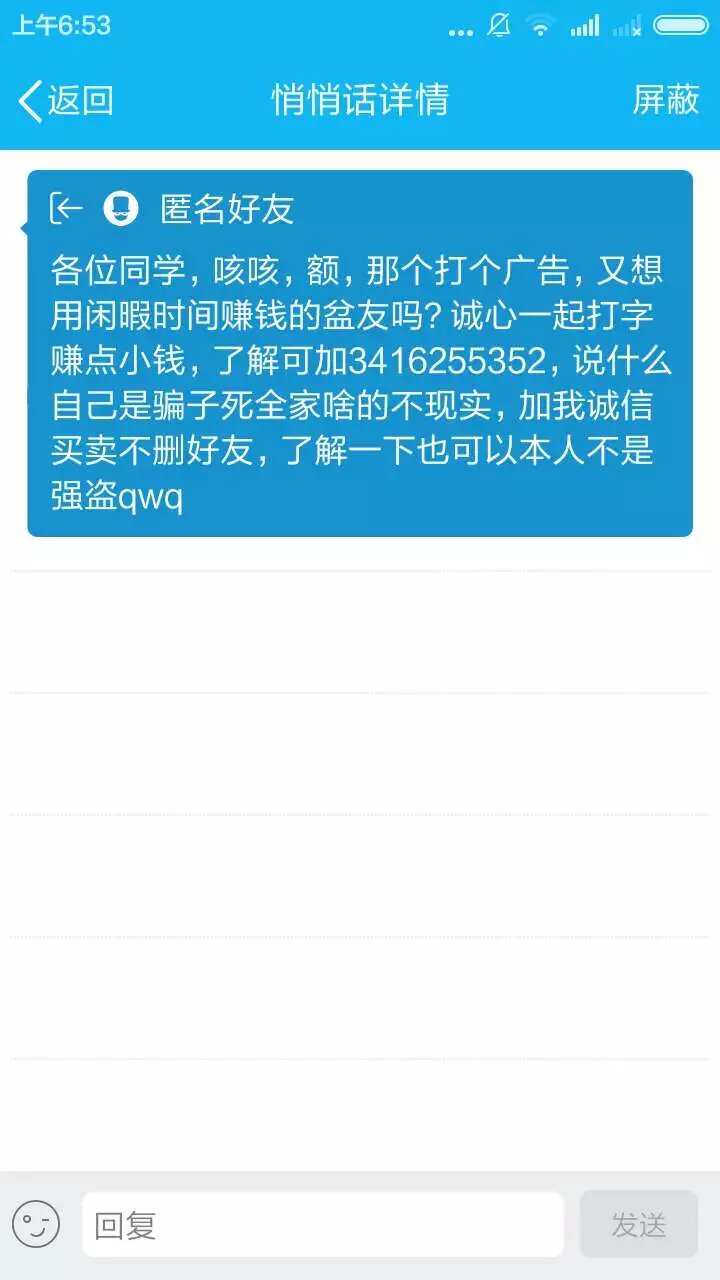 上午6:53
返回
悄悄话详情
屏蔽
匿名好友
各位同学，咳咳，额，那个打个广告，又想
用闲暇时间赚钱的盆友吗？诚心一起打字
赚点小钱，了解可加3416255352，说什么
自己是骗子死全家啥的不现实，加我诚信
买卖不删好友，了解一下也可以本人不是
强盗qwq
回复
发送